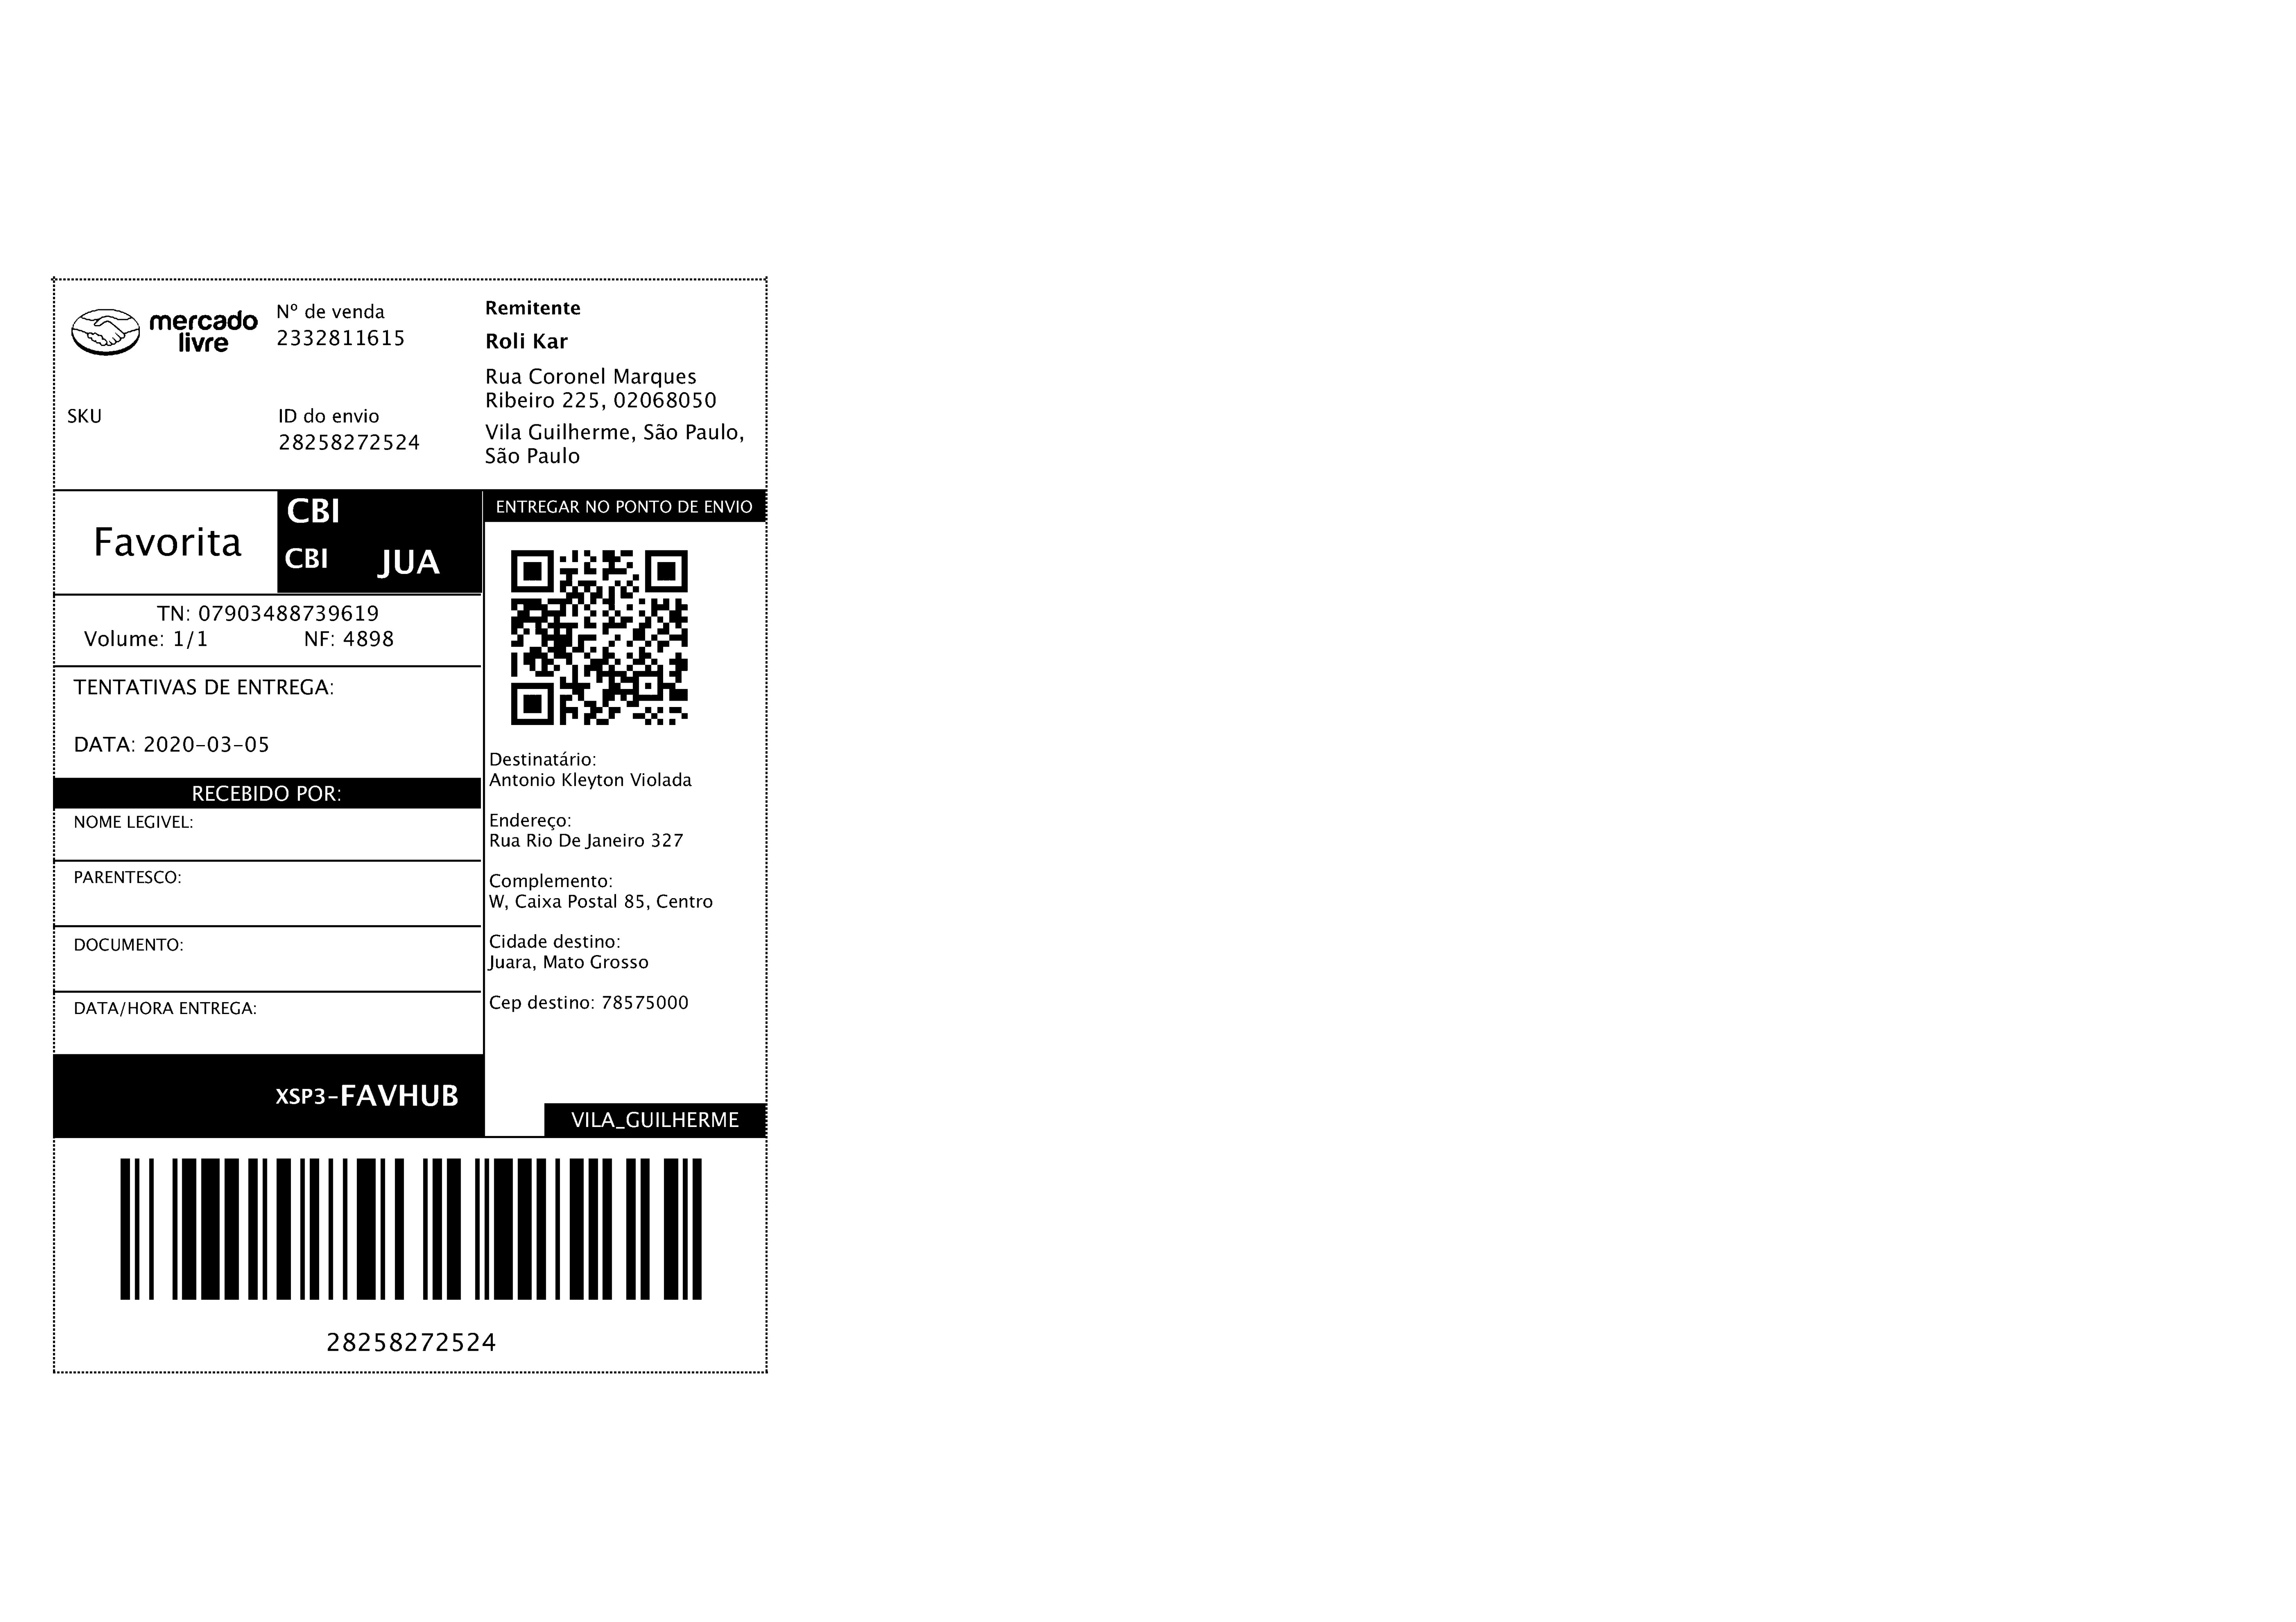 mercado
livre
Nº de venda
2332811615
SKU
ID do envio
28258272524
Remitente
Roli Kar
Rua Coronel Marques
Ribeiro 225, 02068050
Vila Guilherme, São Paulo,
São Paulo
Favorita
CBI
CBI JUA
TN: 07903488739619
Volume: 1/1 NF: 4898
TENTATIVAS DE ENTREGA:
DATA: 2020-03-05
RECEBIDO POR:
NOME LEGIVEL:
PARENTESCO:
DOCUMENTO:
DATA/HORA ENTREGA:
XSP3-FAVHUB
ENTREGAR NO PONTO DE ENVIO
Destinatário:
Antonio Kleyton Violada
Endereço:
Rua Rio De Janeiro 327
Complemento:
W, Caixa Postal 85, Centro
Cidade destino:
Juara, Mato Grosso
Cep destino: 78575000
VILA_GUILHERME
28258272524